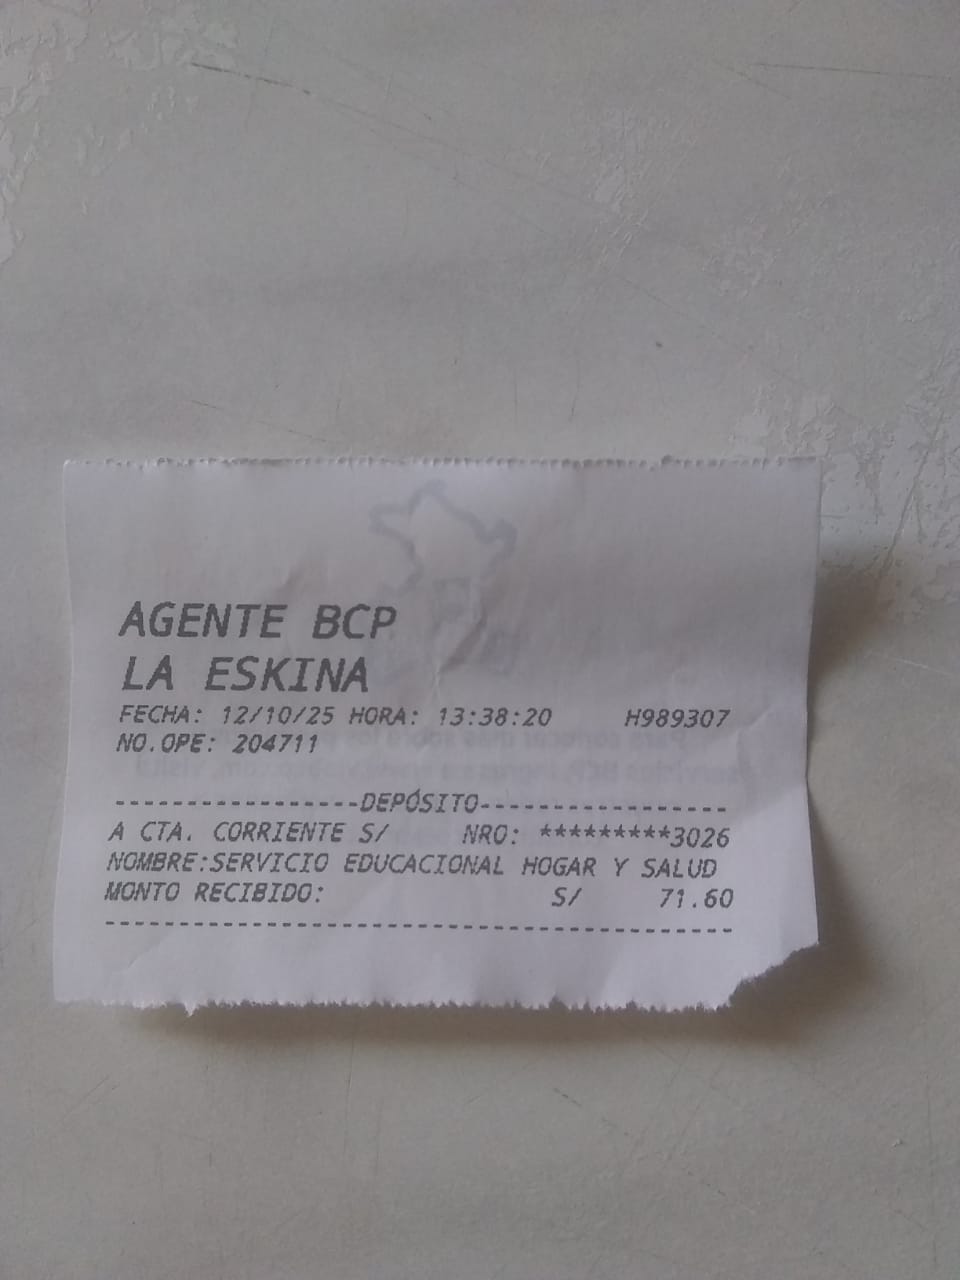 AGENTE BCP
LA ESKINA
FECHA: 12/10/25 HORA: 13:38:20 H989307
NO.OPE: 204711
-----------------DEPÓSITO-----------------
A CTA. CORRIENTE S/ NRO: *********3026
NOMBRE:SERVICIO EDUCACIONAL HOGAR Y SALUD
MONTO RECIBIDO: S/ 71.60